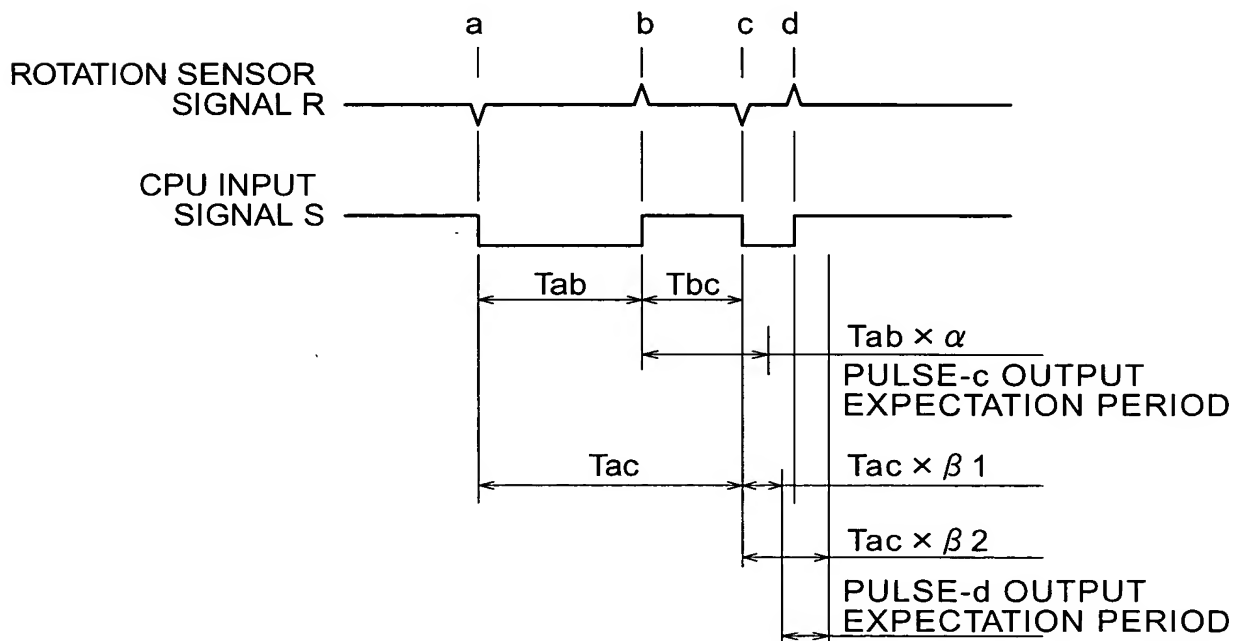 a b c d
ROTATION SENSOR
SIGNAL R
CPU INPUT
SIGNAL S
Tab Tbc
Tab × α
PULSE-c OUTPUT
EXPECTATION PERIOD
Tac
Tac × β 1
Tac × β 2
PULSE-d OUTPUT
EXPECTATION PERIOD